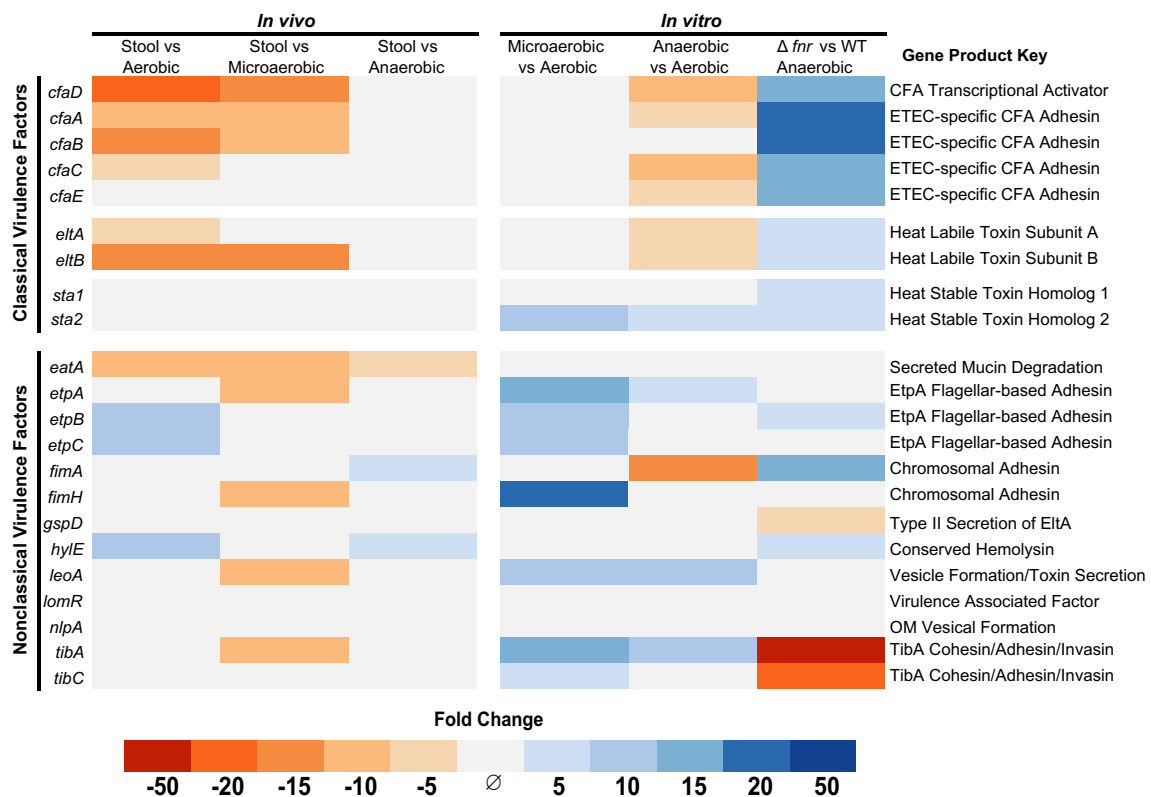 In vivo
In vitro
Stool vs
Aerobic
Stool vs
Microaerobic
Stool vs
Anaerobic
Microaerobic
vs Aerobic
Anaerobic
vs Aerobic
Δ fnr vs WT
Anaerobic
Gene Product Key
Classical Virulence Factors
cfaD CFA Transcriptional Activator
cfaA ETEC-specific CFA Adhesin
cfaB ETEC-specific CFA Adhesin
cfaC ETEC-specific CFA Adhesin
cfaE ETEC-specific CFA Adhesin
eltA Heat Labile Toxin Subunit A
eltB Heat Labile Toxin Subunit B
sta1 Heat Stable Toxin Homolog 1
sta2 Heat Stable Toxin Homolog 2
Nonclassical Virulence Factors
eatA Secreted Mucin Degradation
etpA EtpA Flagellar-based Adhesin
etpB EtpA Flagellar-based Adhesin
etpC EtpA Flagellar-based Adhesin
fimA Chromosomal Adhesin
fimH Chromosomal Adhesin
gspD Type II Secretion of EltA
hylE Conserved Hemolysin
leoA Vesicle Formation/Toxin Secretion
lomR Virulence Associated Factor
nlpA OM Vesical Formation
tibA TibA Cohesin/Adhesin/Invasin
tibC TibA Cohesin/Adhesin/Invasin
Fold Change
-50 -20 -15 -10 -5 ∅ 5 10 15 20 50